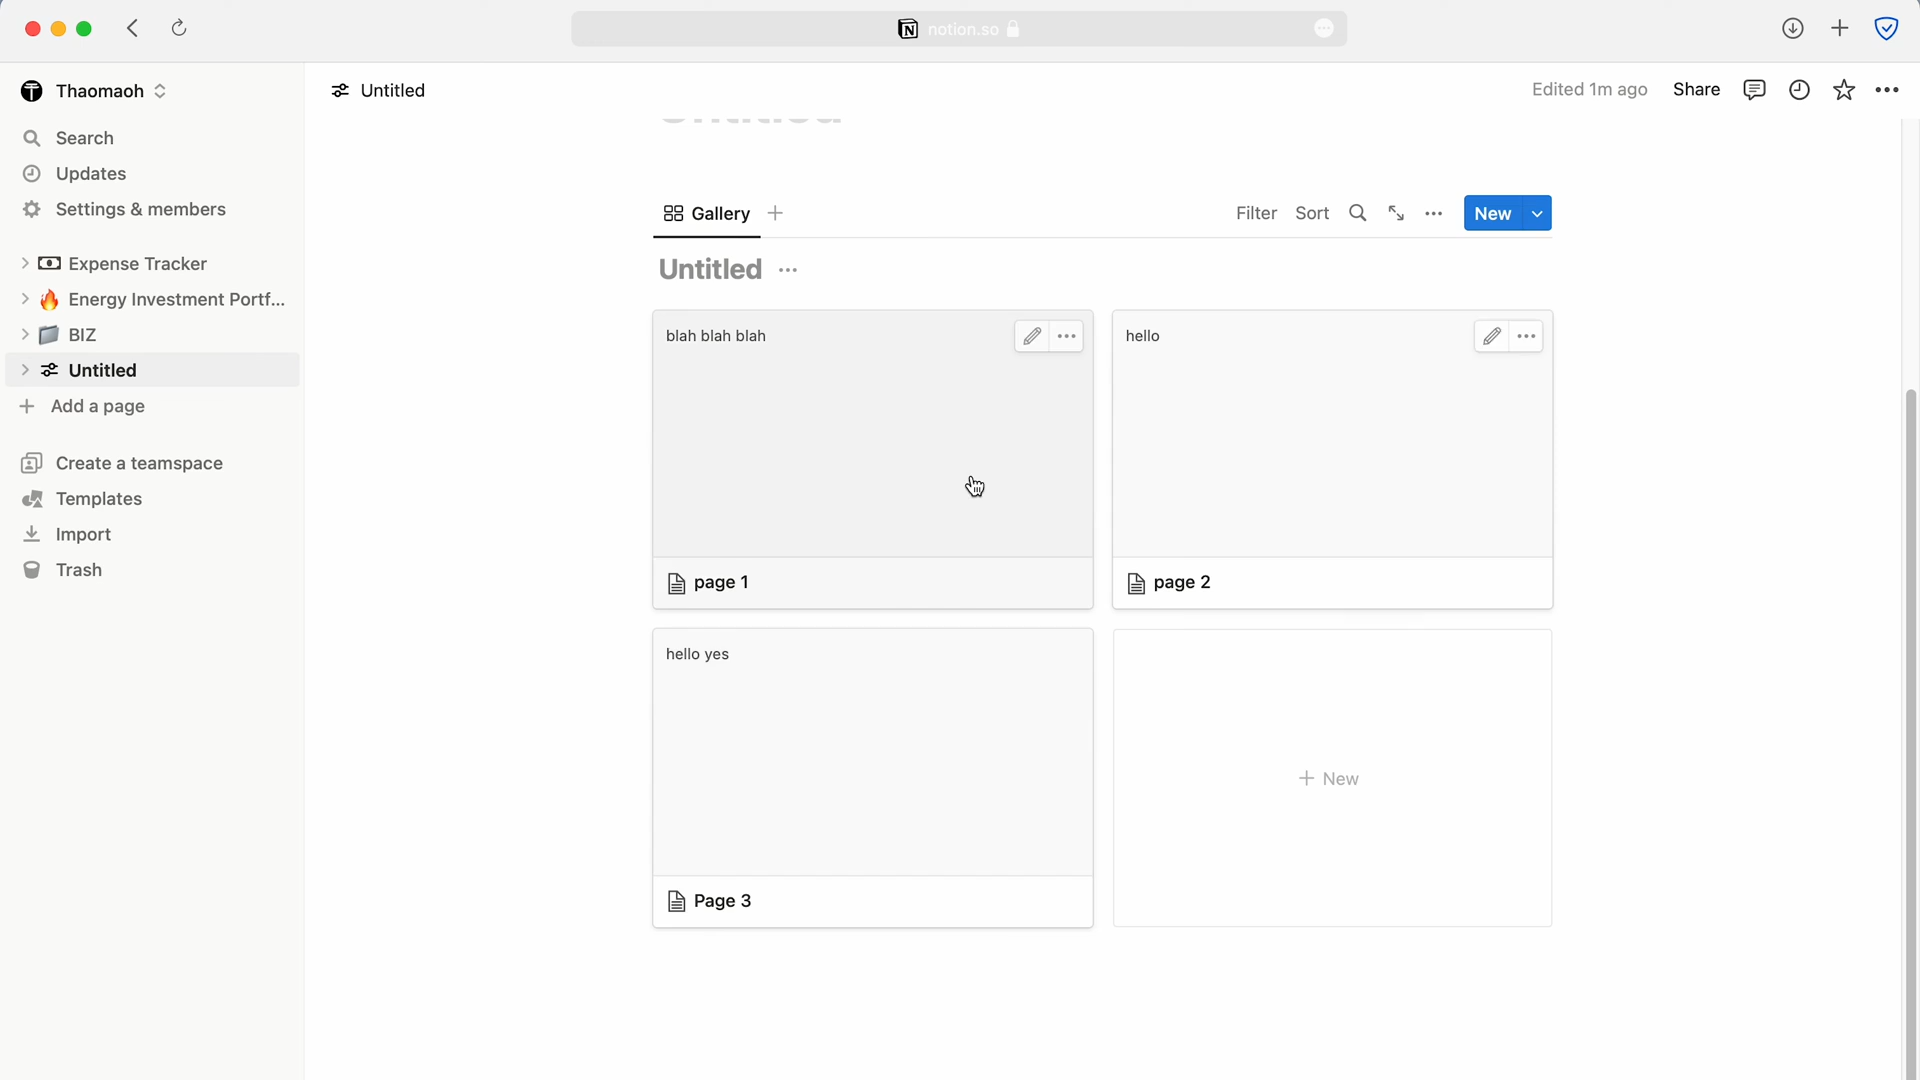 notion.so
Thaomaoh
Untitled
Edited 1m ago
Share
Search
Updates
Settings & members
Expense Tracker
Energy Investment Portf...
BIZ
Untitled
Add a page
Create a teamspace
Templates
Import
Trash
Gallery
Filter
Sort
New
Untitled
blah blah blah
hello
page 1
page 2
hello yes
+ New
Page 3